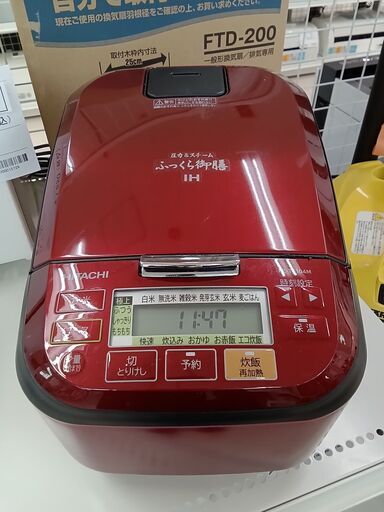 現在ご使用の換気扇羽根径をご確認の上、お買い求めください。
取付木枠内寸法
25cm
FTD-200
一般形換気扇/排気専用
圧力&スチーム
ふっくら御膳
IH
HITACHI
時刻設定
極上
ふつう
しゃっきり
もちもち
白米 無洗米 雑穀米 発芽玄米 玄米 麦ごはん
11:47
快速 炊込み おかゆ お赤飯 エコ炊飯
保温
切
とりけし
予約
炊飯
再加熱